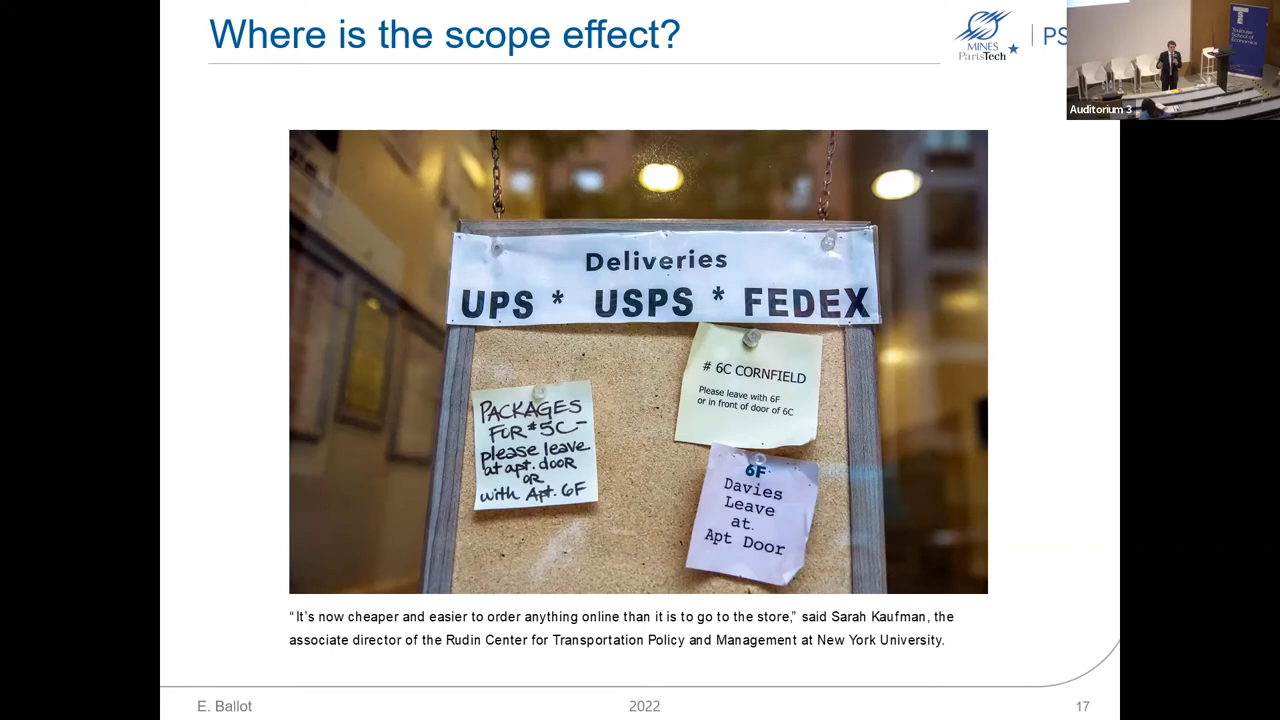 Where is the scope effect?
MINES
ParisTech
PS
Toulouse
School of
Economics
Auditorium 3
Deliveries
UPS * USPS * FEDEX
# 6C CORNFIELD
Please leave with 6F
or in front of door of 6C
PACKAGES
FOR #5C-
please leave
at apt. door
OR
with Apt. 6F
6F
Davies
Leave
at.
Apt Door
“It’s now cheaper and easier to order anything online than it is to go to the store,” said Sarah Kaufman, the
associate director of the Rudin Center for Transportation Policy and Management at New York University.
E. Ballot
2022
17